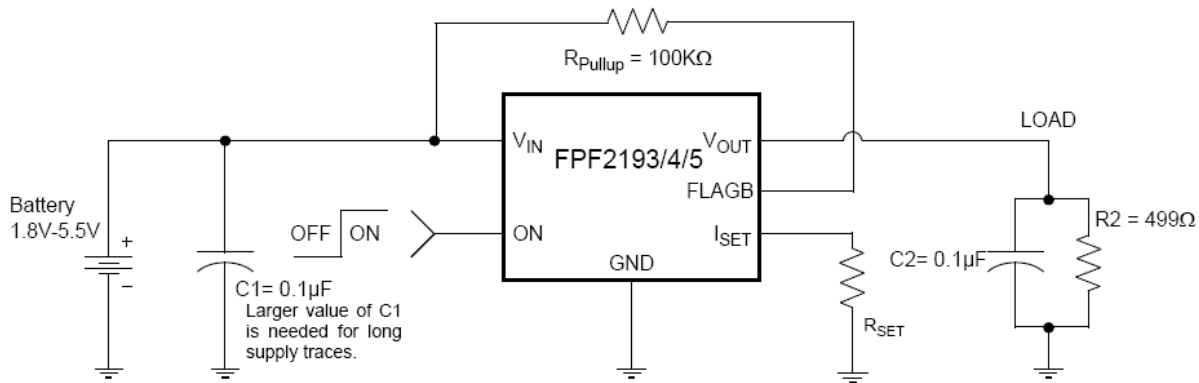 R_Pullup = 100KΩ
LOAD
V_IN
V_OUT
FPF2193/4/5
FLAGB
Battery
1.8V-5.5V
+
−
OFF
ON
ON
I_SET
GND
R2 = 499Ω
C2= 0.1µF
C1= 0.1µF
Larger value of C1
is needed for long
supply traces.
R_SET